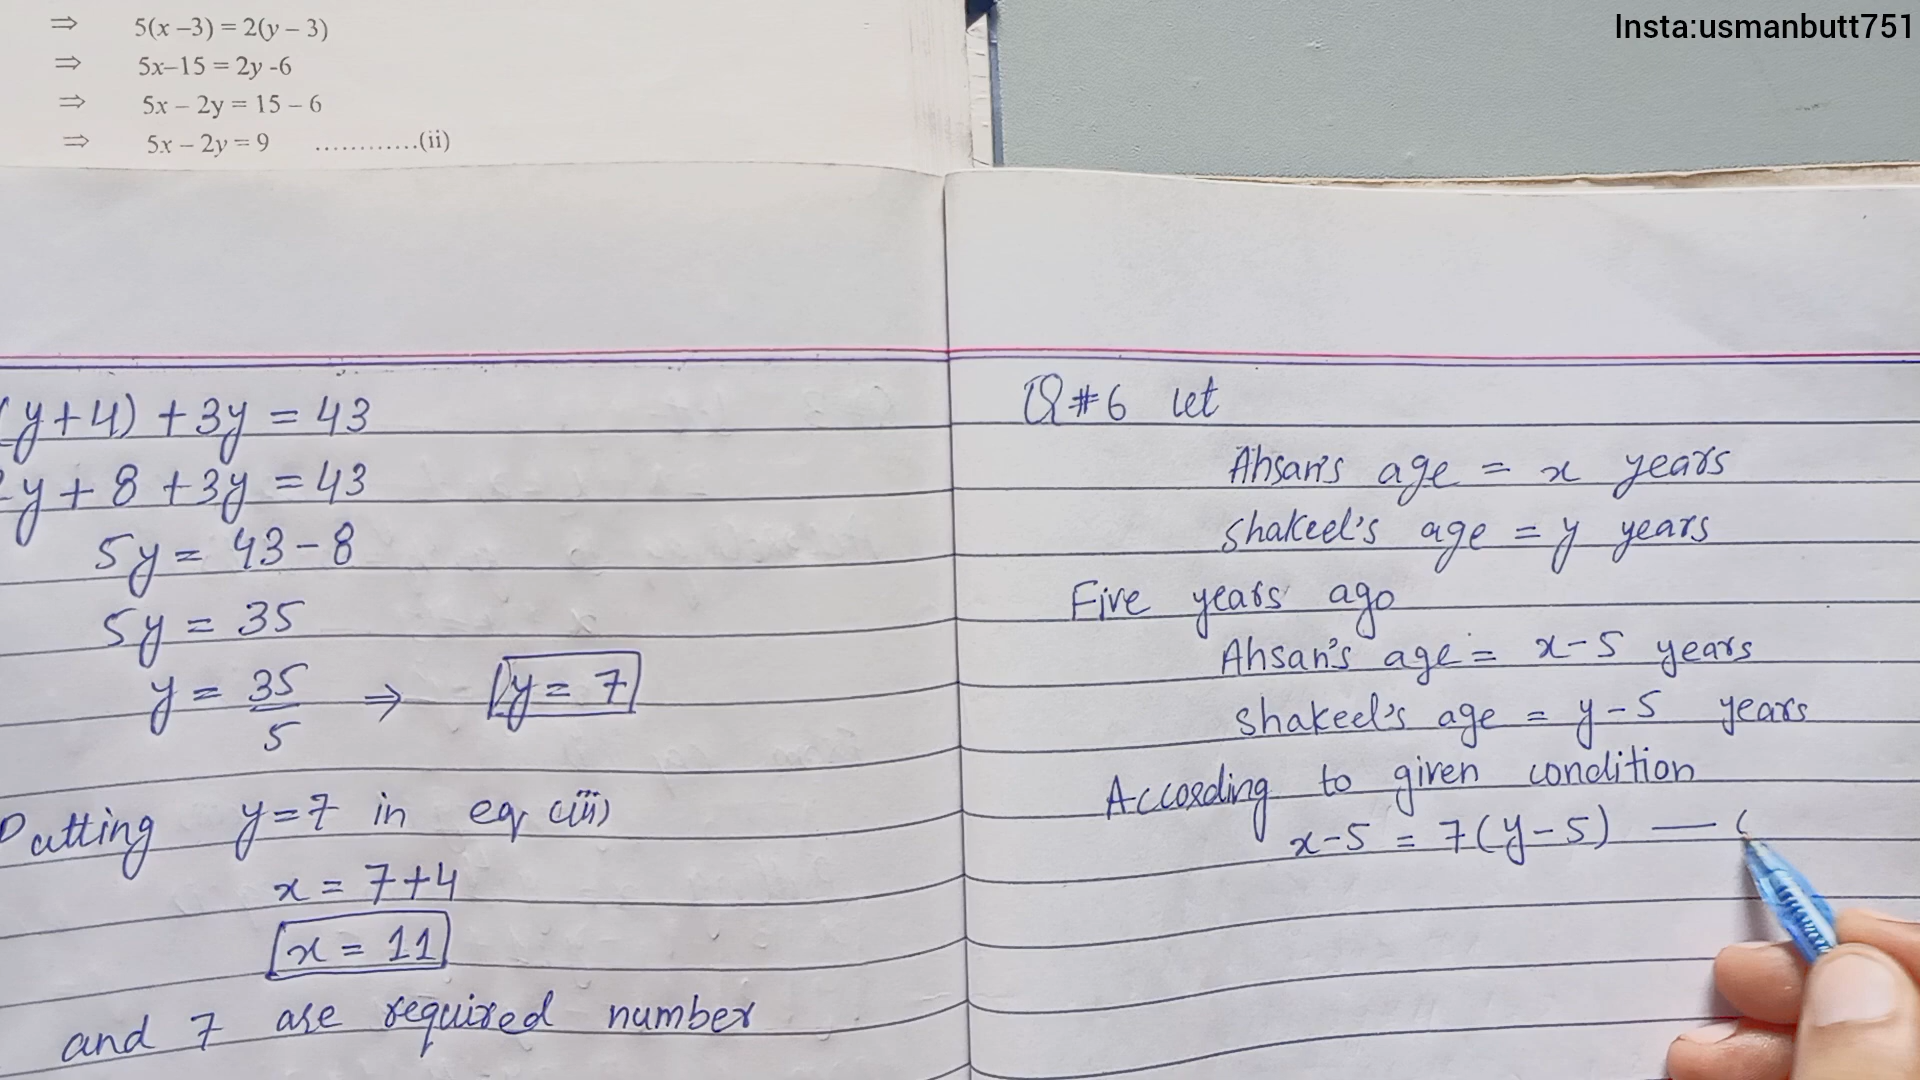 Insta:usmanbutt751
⇒ 5(x –3) = 2(y – 3)
⇒ 5x–15 = 2y -6
⇒ 5x – 2y = 15 – 6
⇒ 5x – 2y = 9 …………(ii)
(y+4) + 3y = 43
y + 8 + 3y = 43
5y = 43 - 8
5y = 35
y = 35/5 ⇒ y = 7
Putting y=7 in eq (iii)
x = 7+4
x = 11
and 7 are required number
Q#6 let
Ahsan's age = x years
Shakeel's age = y years
Five years ago
Ahsan's age = x-5 years
Shakeel's age = y-5 years
According to given condition
x-5 = 7(y-5) — (